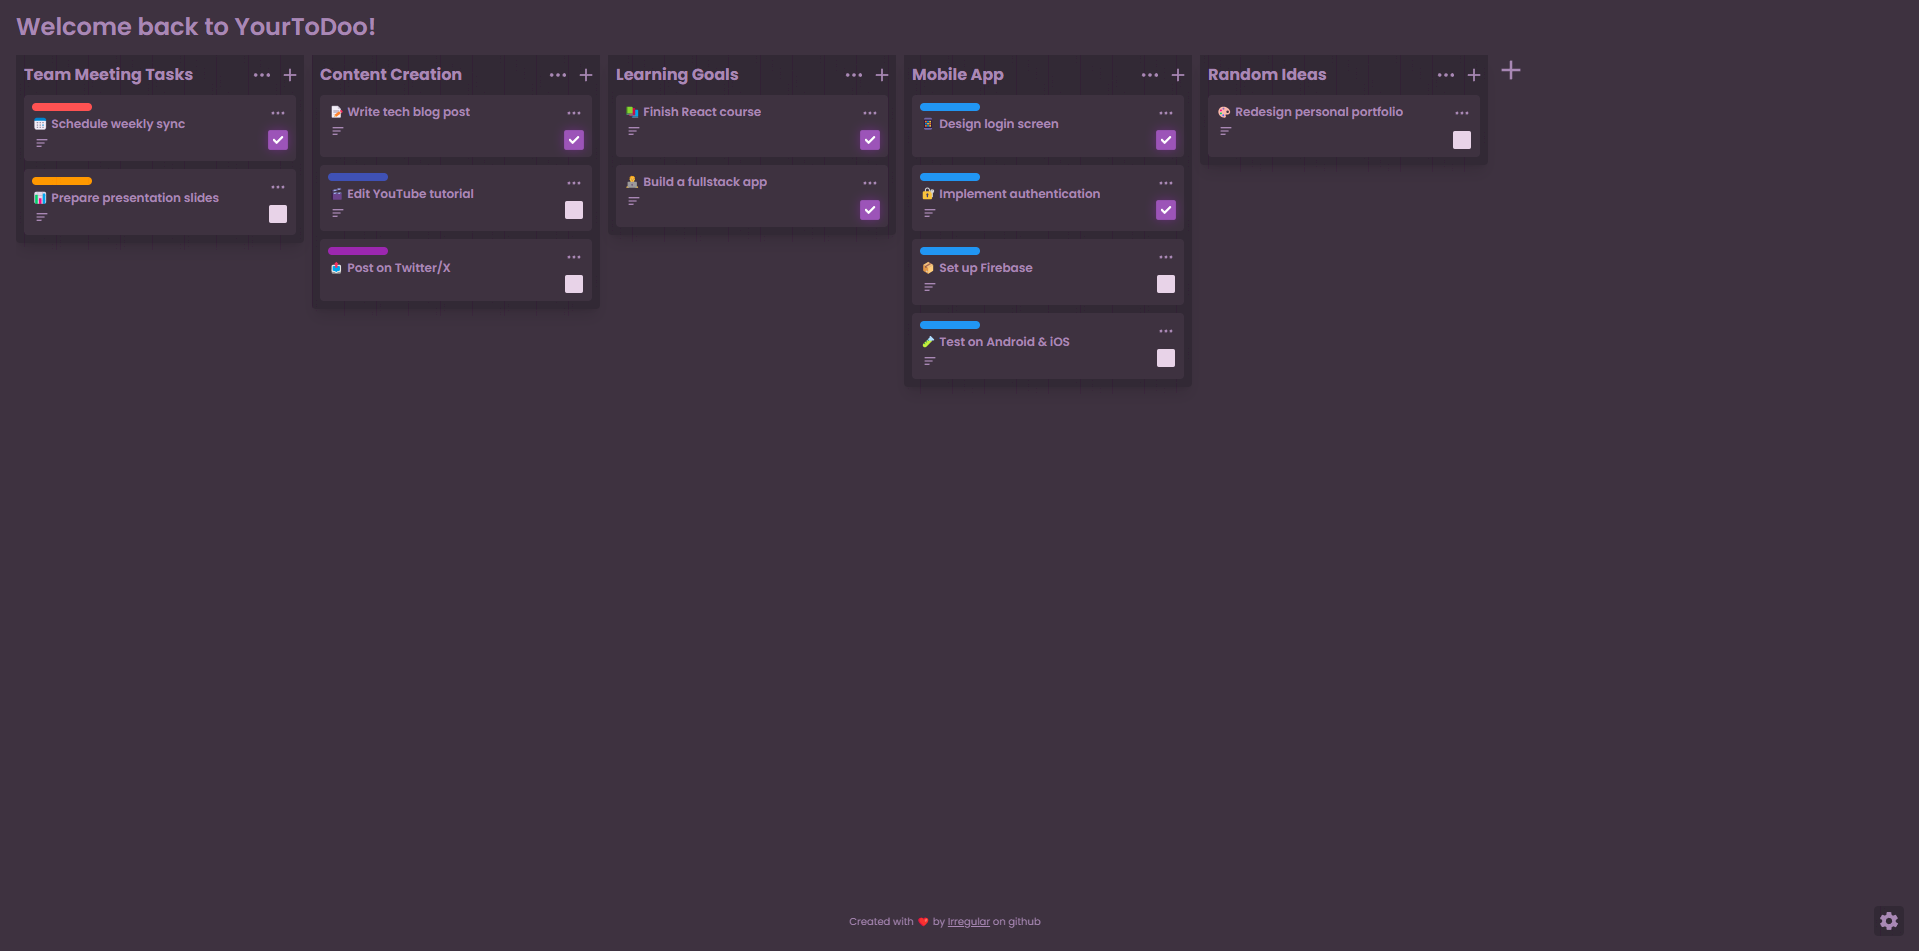 Welcome back to YourToDoo!
Team Meeting Tasks
🗓️ Schedule weekly sync
📊 Prepare presentation slides
Content Creation
📝 Write tech blog post
🎬 Edit YouTube tutorial
📤 Post on Twitter/X
Learning Goals
📚 Finish React course
🧑‍💻 Build a fullstack app
Mobile App
📱 Design login screen
🔐 Implement authentication
📦 Set up Firebase
🧪 Test on Android & iOS
Random Ideas
🎨 Redesign personal portfolio
Created with ❤️ by Irregular on github